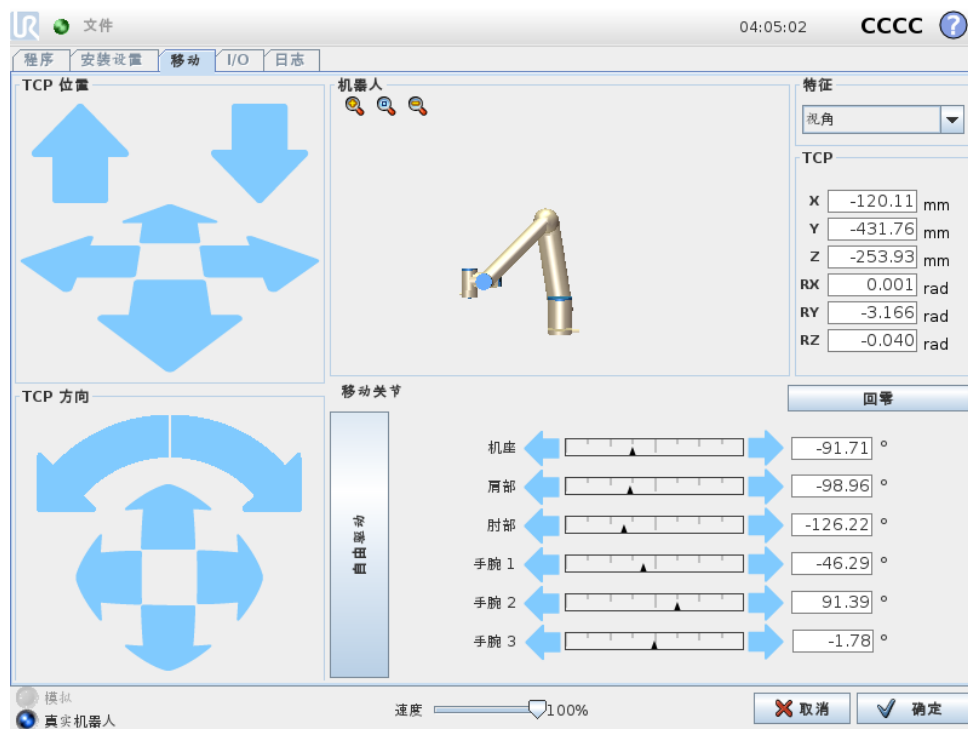 UR 文件 04:05:02 CCCC ?
程序 安装设置 移动 I/O 日志
TCP 位置
机器人
特征
视角
TCP
X -120.11 mm
Y -431.76 mm
Z -253.93 mm
RX 0.001 rad
RY -3.166 rad
RZ -0.040 rad
TCP 方向
移动关节
回零
自由驱动
机座 -91.71 °
肩部 -98.96 °
肘部 -126.22 °
手腕 1 -46.29 °
手腕 2 91.39 °
手腕 3 -1.78 °
模拟
真实机器人
速度 100%
取消
确定